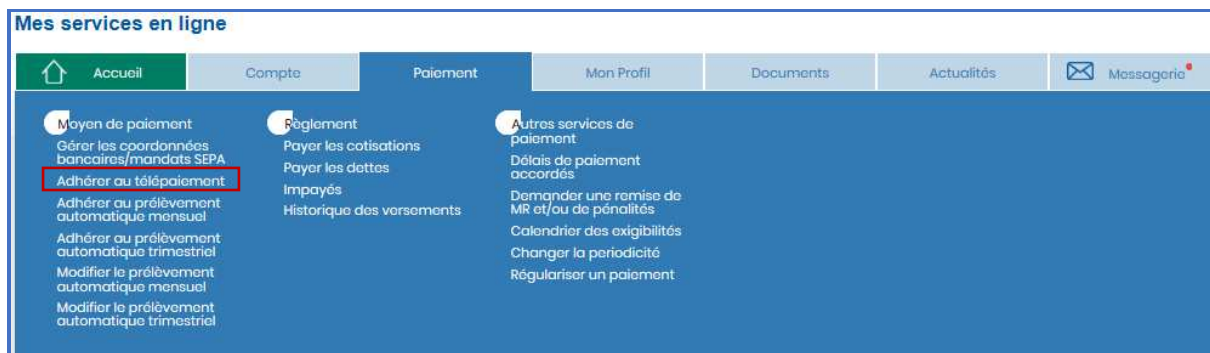 Mes services en ligne
Accueil
Compte
Paiement
Mon Profil
Documents
Actualités
Messagerie
Moyen de paiement
Gérer les coordonnées
bancaires/mandats SEPA
Adhérer au télépaiement
Adhérer au prélèvement
automatique mensuel
Adhérer au prélèvement
automatique trimestriel
Modifier le prélèvement
automatique mensuel
Modifier le prélèvement
automatique trimestriel
Règlement
Payer les cotisations
Payer les dettes
Impayés
Historique des versements
Autres services de
paiement
Délais de paiement
accordés
Demander une remise de
MR et/ou de pénalités
Calendrier des exigibilités
Changer la periodicité
Régulariser un paiement